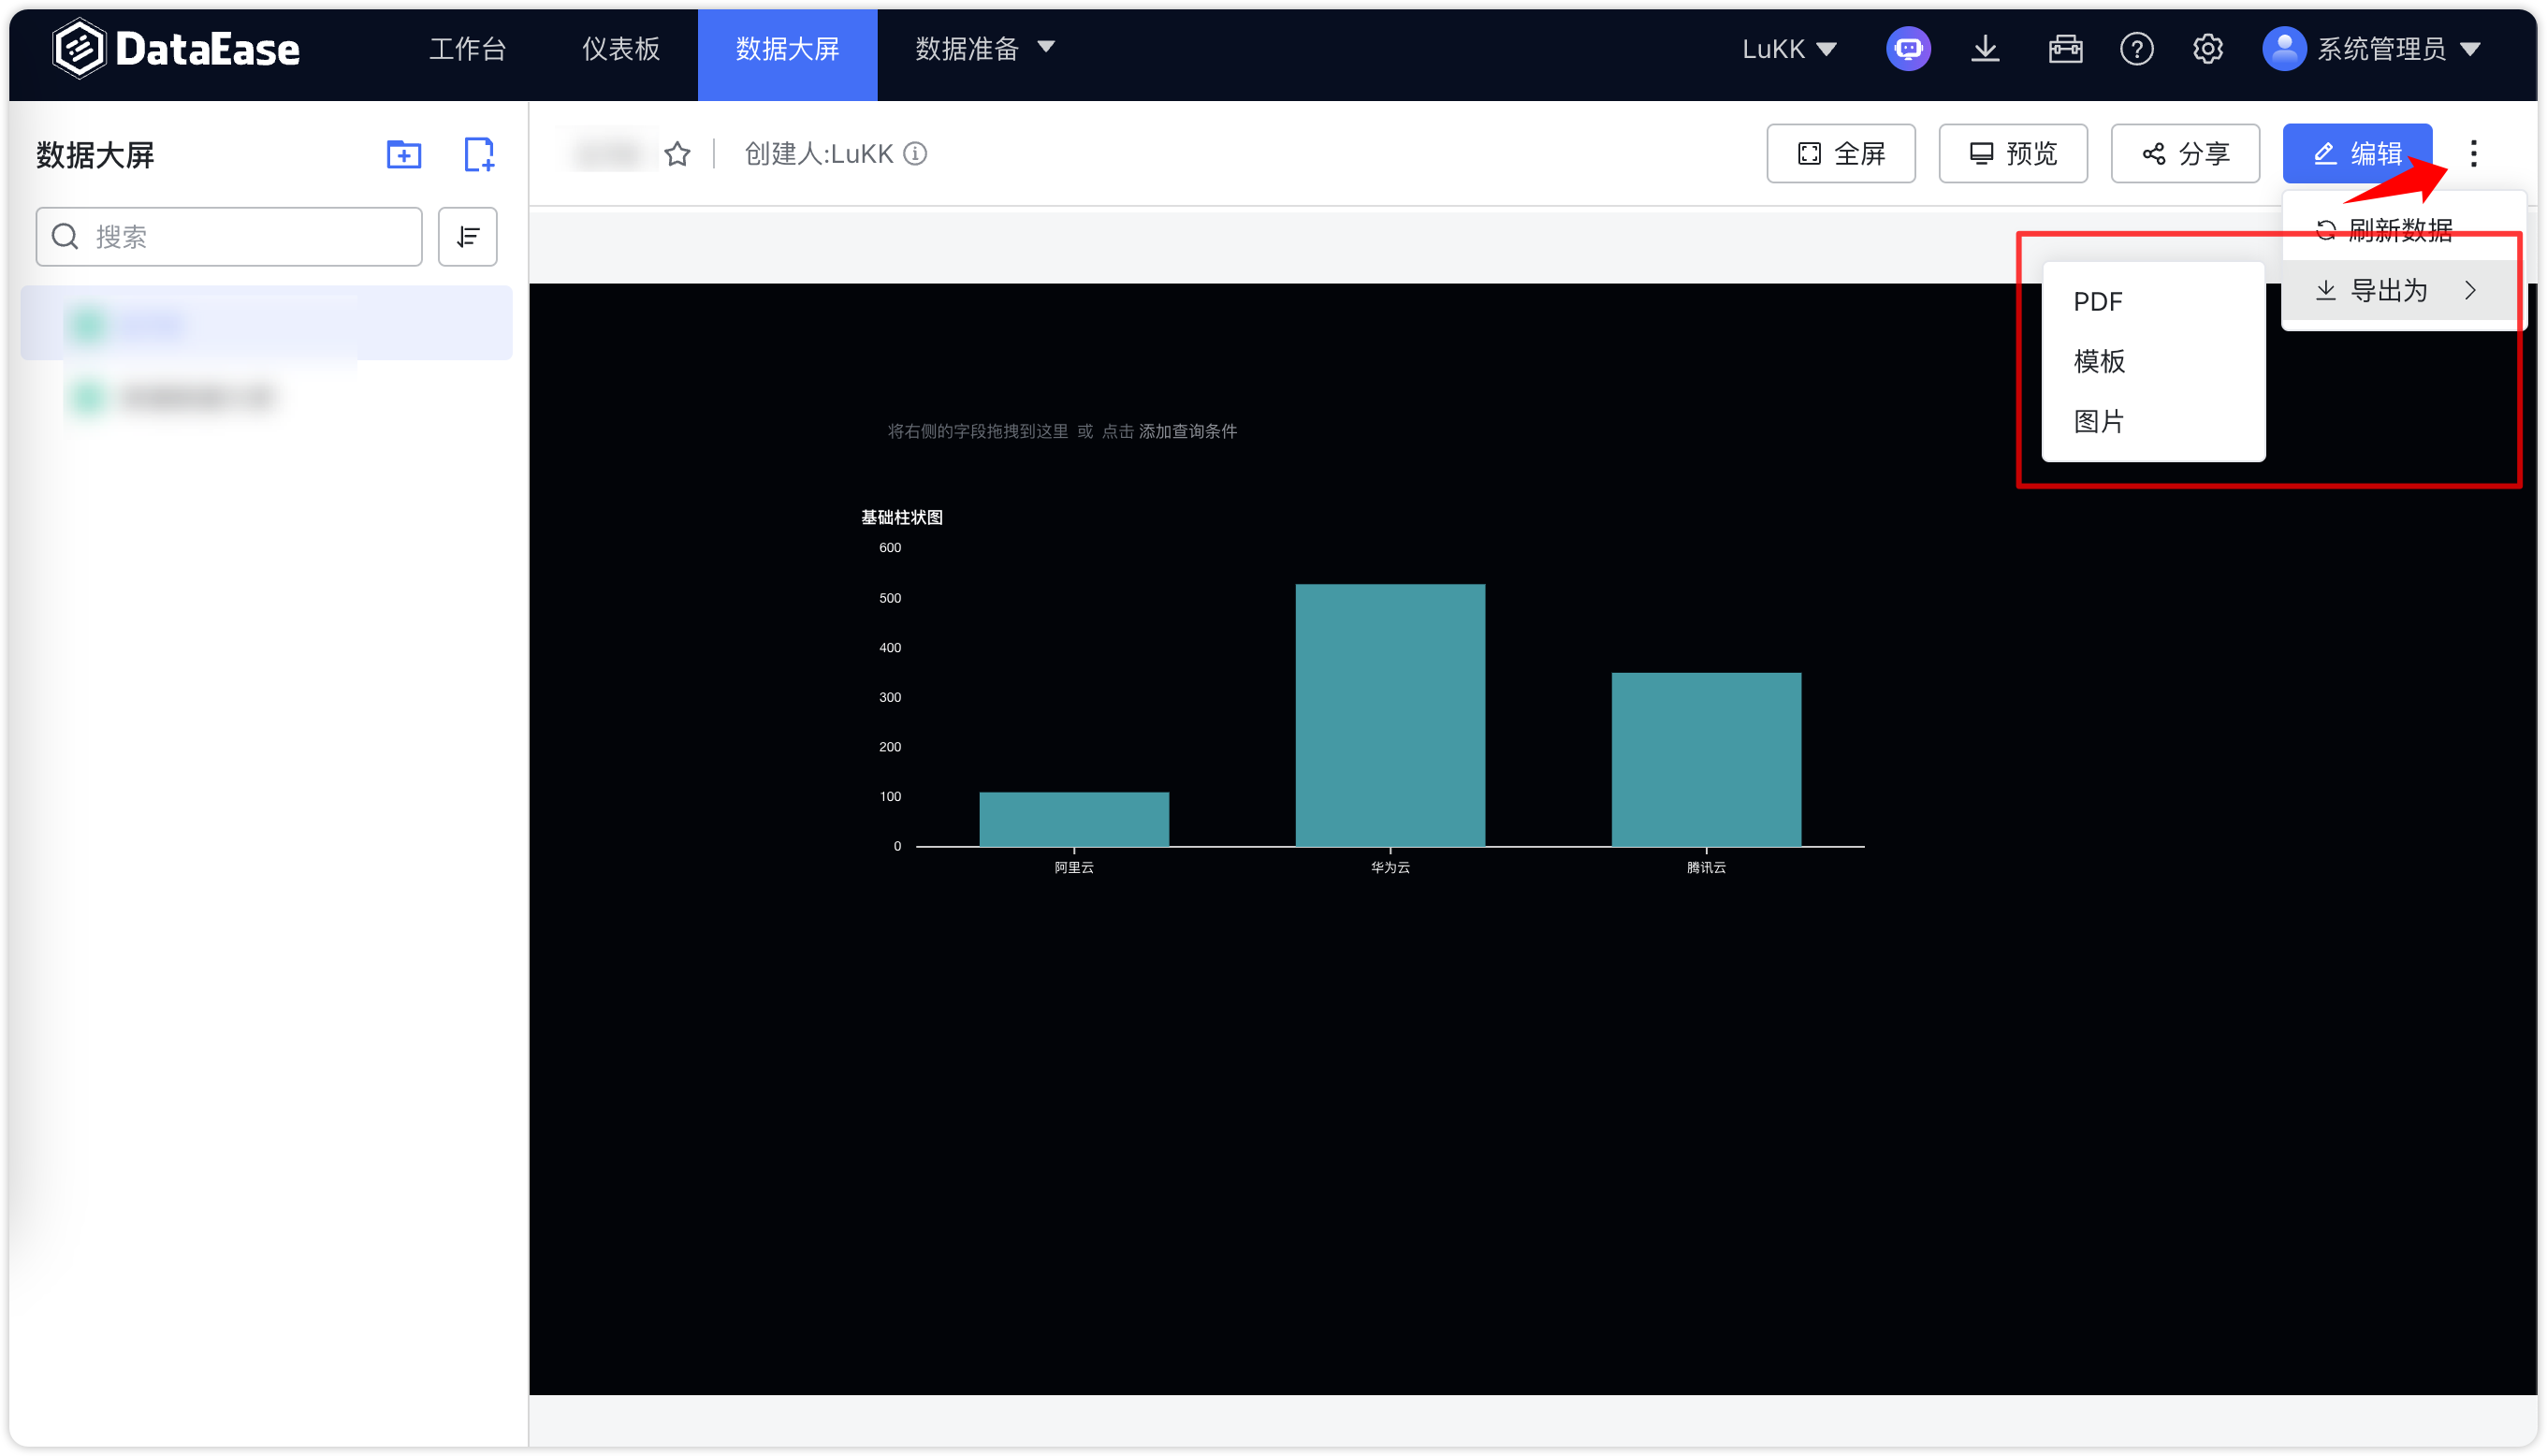 DataEase
工作台
仪表板
数据大屏
数据准备
LuKK
系统管理员
数据大屏
创建人:LuKK
全屏
预览
分享
编辑
搜索
刷新数据
导出为
PDF
模板
图片
将右侧的字段拖拽到这里 或 点击 添加查询条件
基础柱状图
600
500
400
300
200
100
0
阿里云
华为云
腾讯云